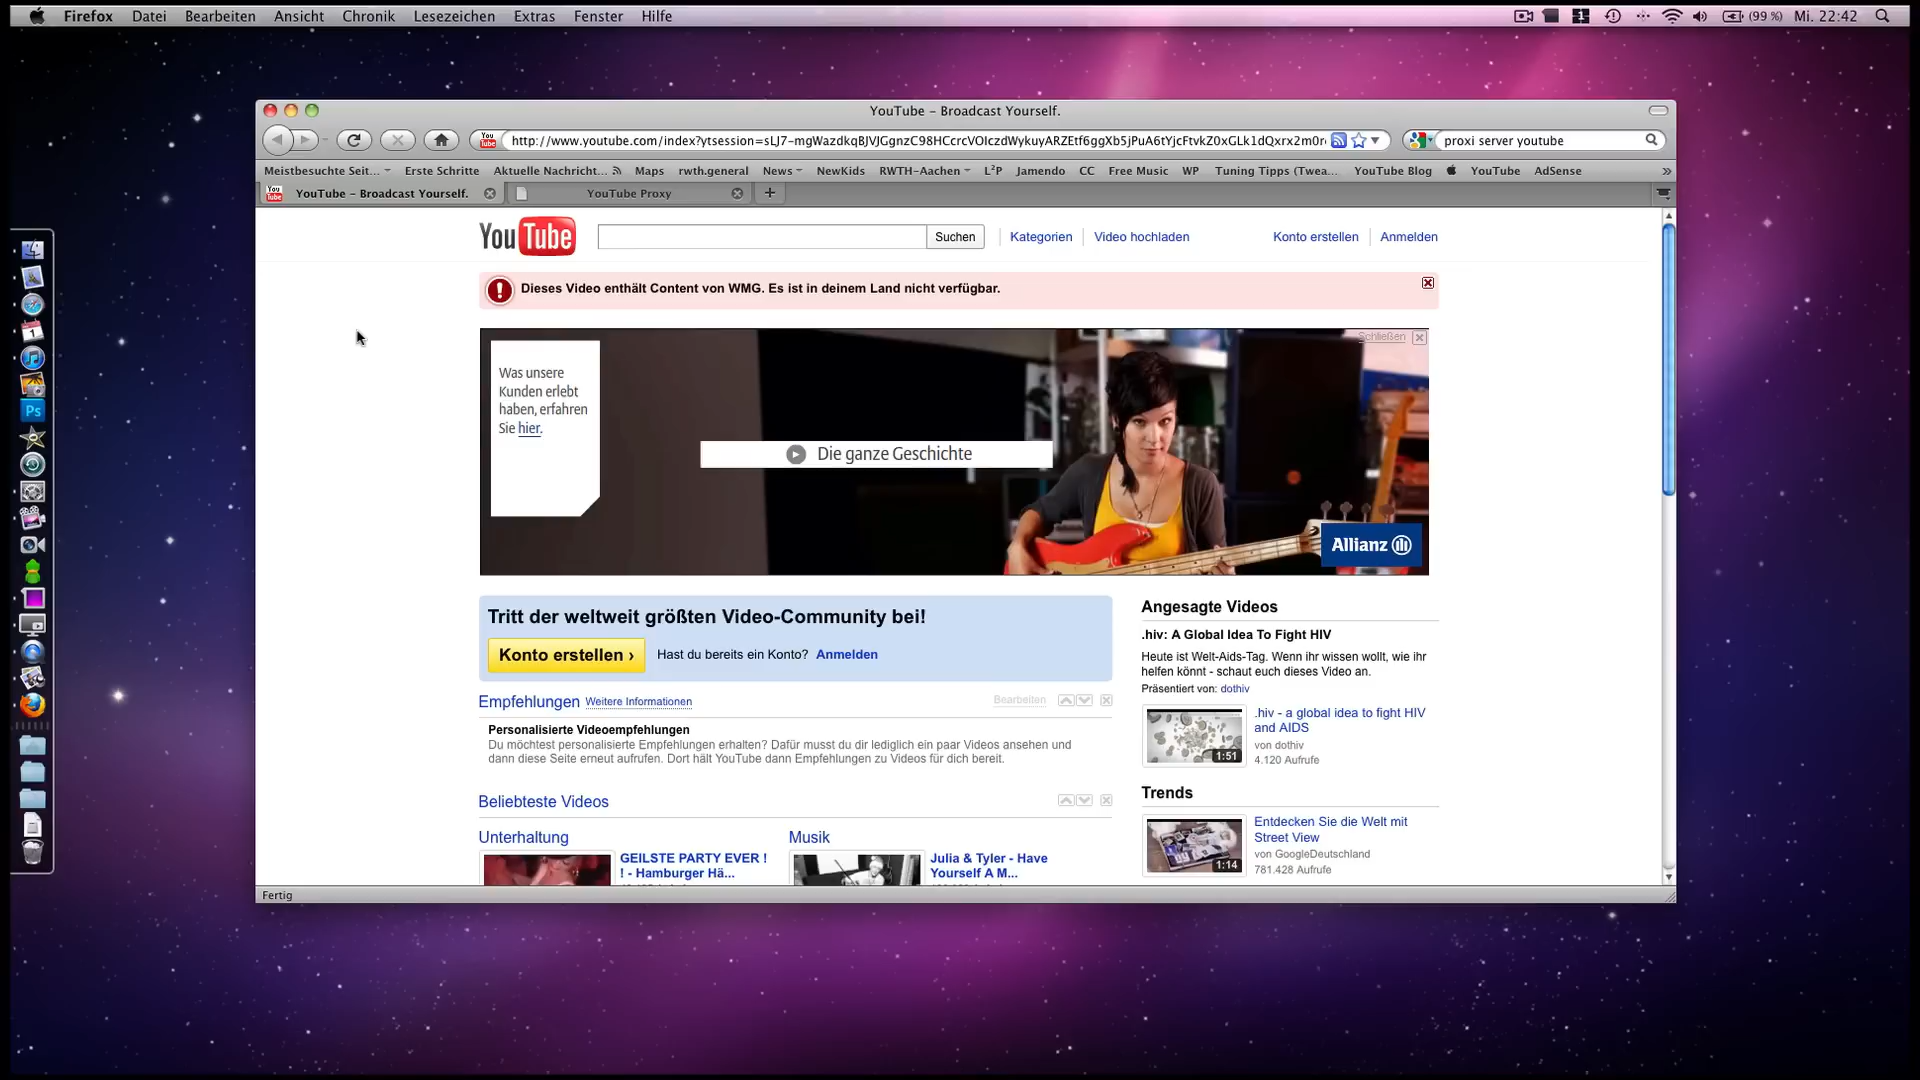 Firefox Datei Bearbeiten Ansicht Chronik Lesezeichen Extras Fenster Hilfe
(99 %) Mi. 22:42
YouTube – Broadcast Yourself.
proxi server youtube
Meistbesuchte Seit... Erste Schritte Aktuelle Nachricht... Maps rwth.general News NewKids RWTH-Aachen L²P Jamendo CC Free Music WP Tuning Tipps (Twea... YouTube Blog YouTube AdSense »
YouTube – Broadcast Yourself. YouTube Proxy +
YouTube Suchen Kategorien Video hochladen Konto erstellen Anmelden
Dieses Video enthält Content von WMG. Es ist in deinem Land nicht verfügbar.
Schließen
Was unsere
Kunden erlebt
haben, erfahren
Sie hier.
Die ganze Geschichte
Allianz
Tritt der weltweit größten Video-Community bei!
Konto erstellen ›
Hast du bereits ein Konto? Anmelden
Empfehlungen Weitere Informationen Bearbeiten
Personalisierte Videoempfehlungen
Du möchtest personalisierte Empfehlungen erhalten? Dafür musst du dir lediglich ein paar Videos ansehen und
dann diese Seite erneut aufrufen. Dort hält YouTube dann Empfehlungen zu Videos für dich bereit.
Beliebteste Videos
Unterhaltung
GEILSTE PARTY EVER !
! - Hamburger Hä...
Musik
Julia & Tyler - Have
Yourself A M...
Angesagte Videos
.hiv: A Global Idea To Fight HIV
Heute ist Welt-Aids-Tag. Wenn ihr wissen wollt, wie ihr
helfen könnt - schaut euch dieses Video an.
Präsentiert von: dothiv
1:51
.hiv - a global idea to fight HIV
and AIDS
von dothiv
4.120 Aufrufe
Trends
1:14
Entdecken Sie die Welt mit
Street View
von GoogleDeutschland
781.428 Aufrufe
Fertig
Ps